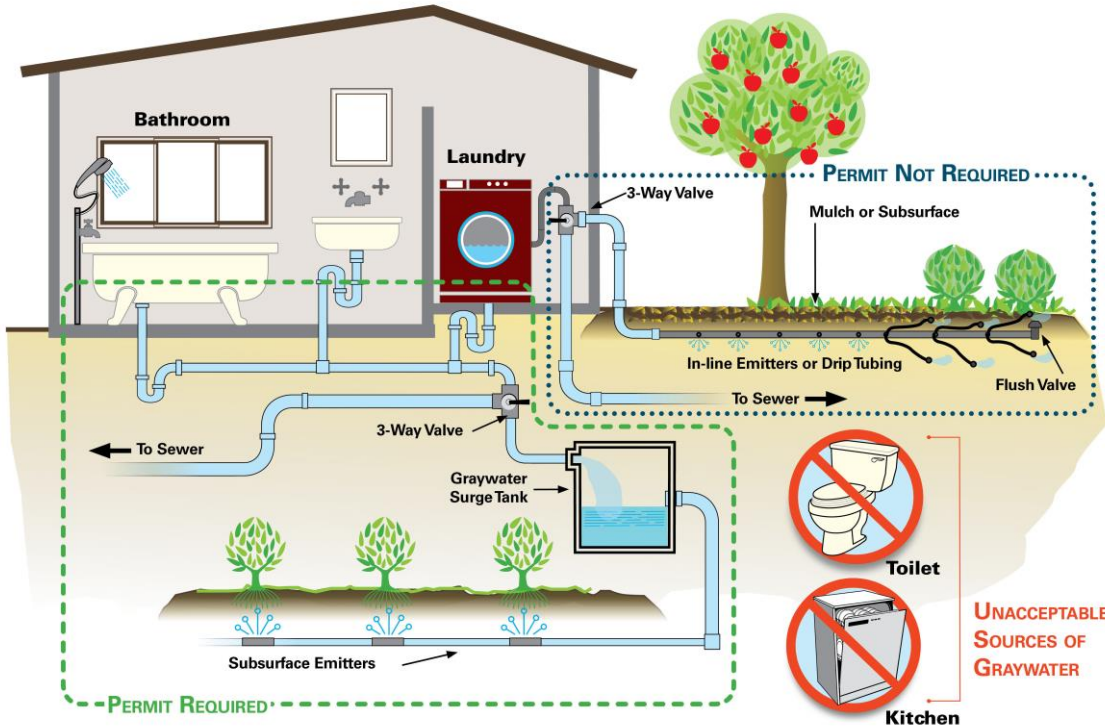 Bathroom
Laundry
PERMIT NOT REQUIRED
3-Way Valve
Mulch or Subsurface
In-line Emitters or Drip Tubing
Flush Valve
To Sewer
3-Way Valve
To Sewer
Graywater
Surge Tank
Subsurface Emitters
PERMIT REQUIRED
Toilet
UNACCEPTABLE
SOURCES OF
GRAYWATER
Kitchen